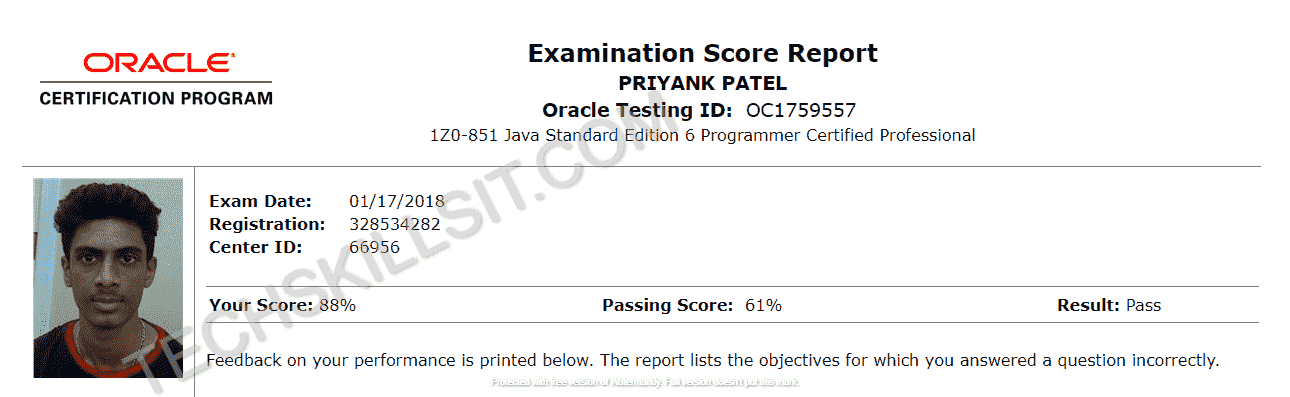 ORACLE
CERTIFICATION PROGRAM
Examination Score Report
PRIYANK PATEL
Oracle Testing ID: OC1759557
1Z0-851 Java Standard Edition 6 Programmer Certified Professional
Exam Date: 01/17/2018
Registration: 328534282
Center ID: 66956
Your Score: 88% Passing Score: 61% Result: Pass
Feedback on your performance is printed below. The report lists the objectives for which you answered a question incorrectly.
TECHSKILLSIT.COM
Protected with free version of Watermarkly. Full version doesn't put this mark.